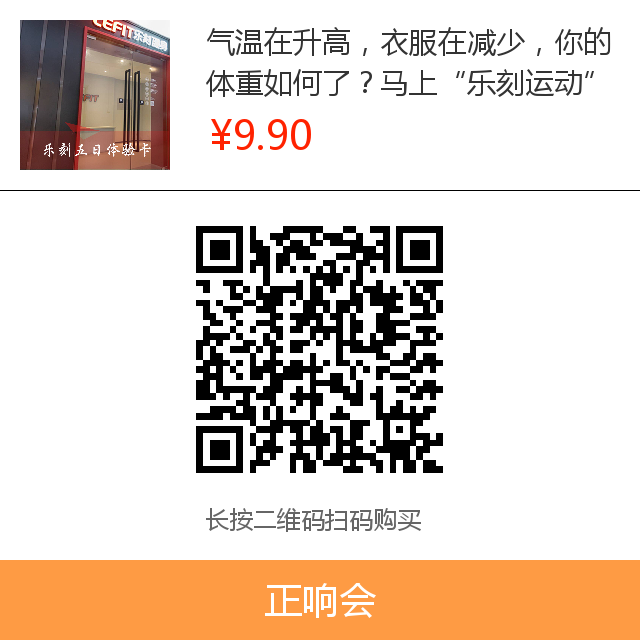 LEFIT乐刻健身
乐刻五日体验卡
气温在升高，衣服在减少，你的
体重如何了？马上“乐刻运动”
¥9.90
长按二维码扫码购买
正响会